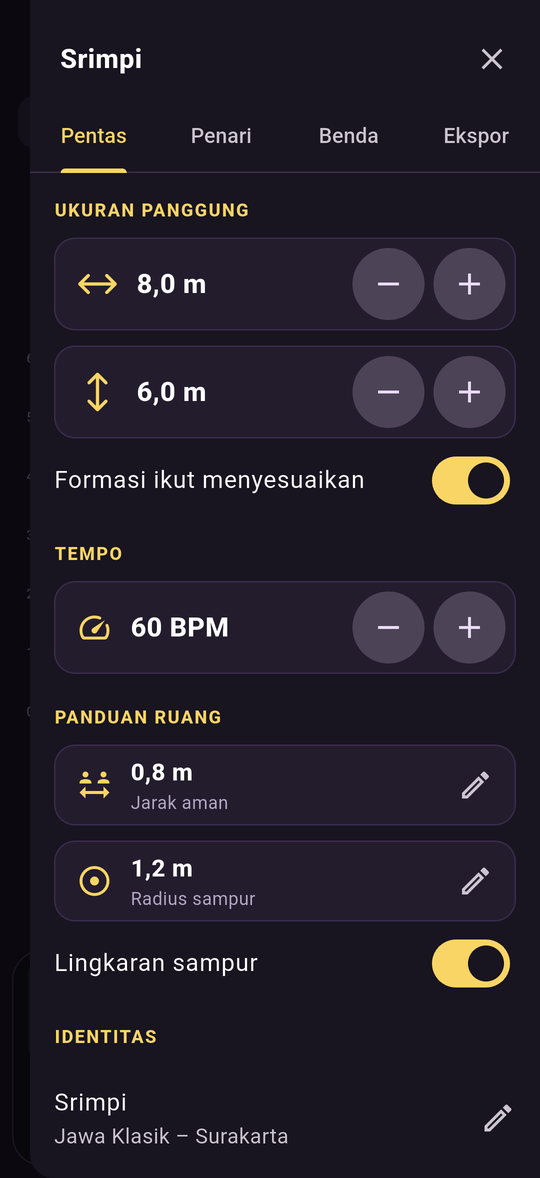 Srimpi
Pentas Penari Benda Ekspor
UKURAN PANGGUNG
8,0 m
6,0 m
Formasi ikut menyesuaikan
TEMPO
60 BPM
PANDUAN RUANG
0,8 m
Jarak aman
1,2 m
Radius sampur
Lingkaran sampur
IDENTITAS
Srimpi
Jawa Klasik – Surakarta